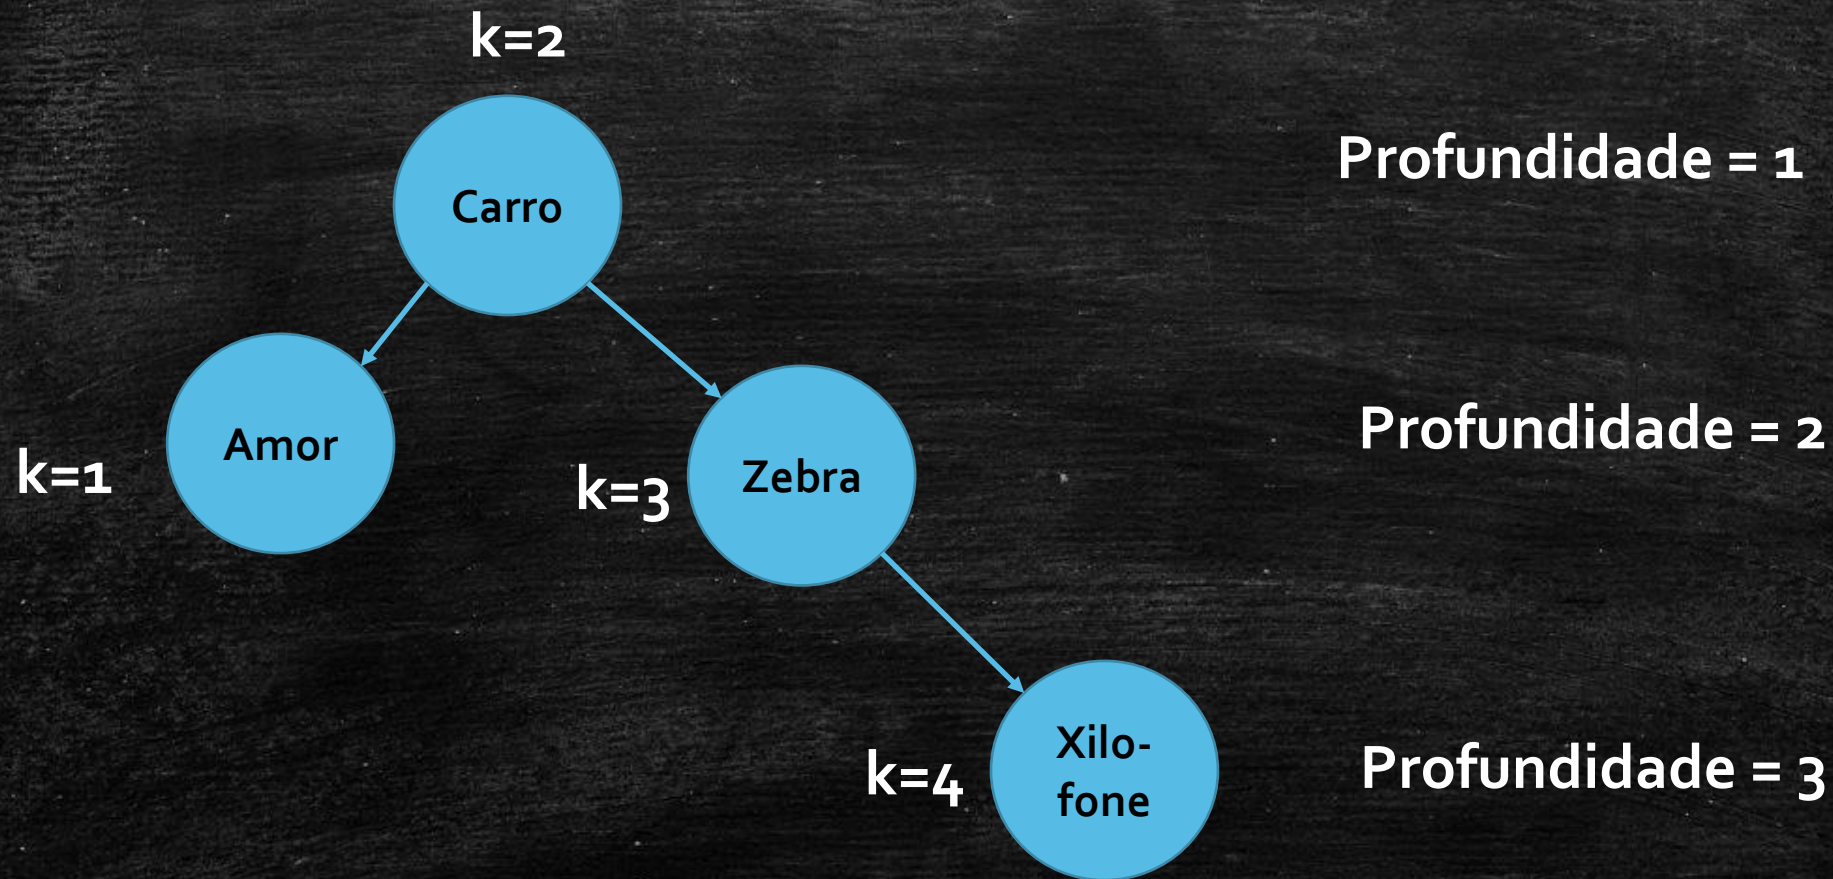 k=2
Carro
Profundidade = 1
Amor
k=1
Zebra
k=3
Profundidade = 2
Xilo-
fone
k=4
Profundidade = 3